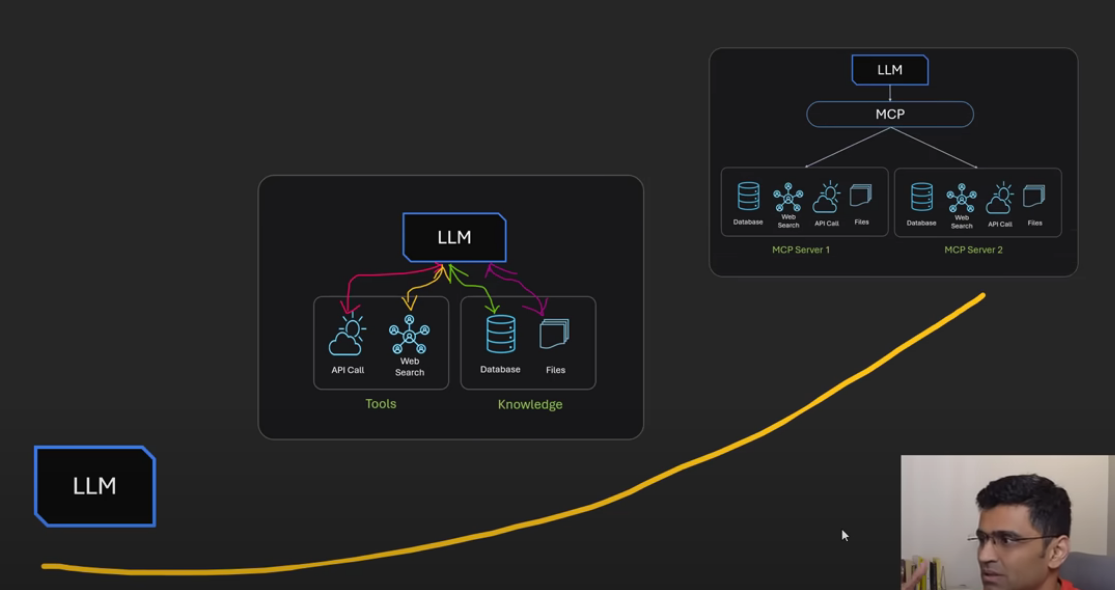 LLM
MCP
Database
Web
Search
API Call
Files
Database
Web
Search
API Call
Files
MCP Server 1
MCP Server 2
LLM
API Call
Web
Search
Database
Files
Tools
Knowledge
LLM